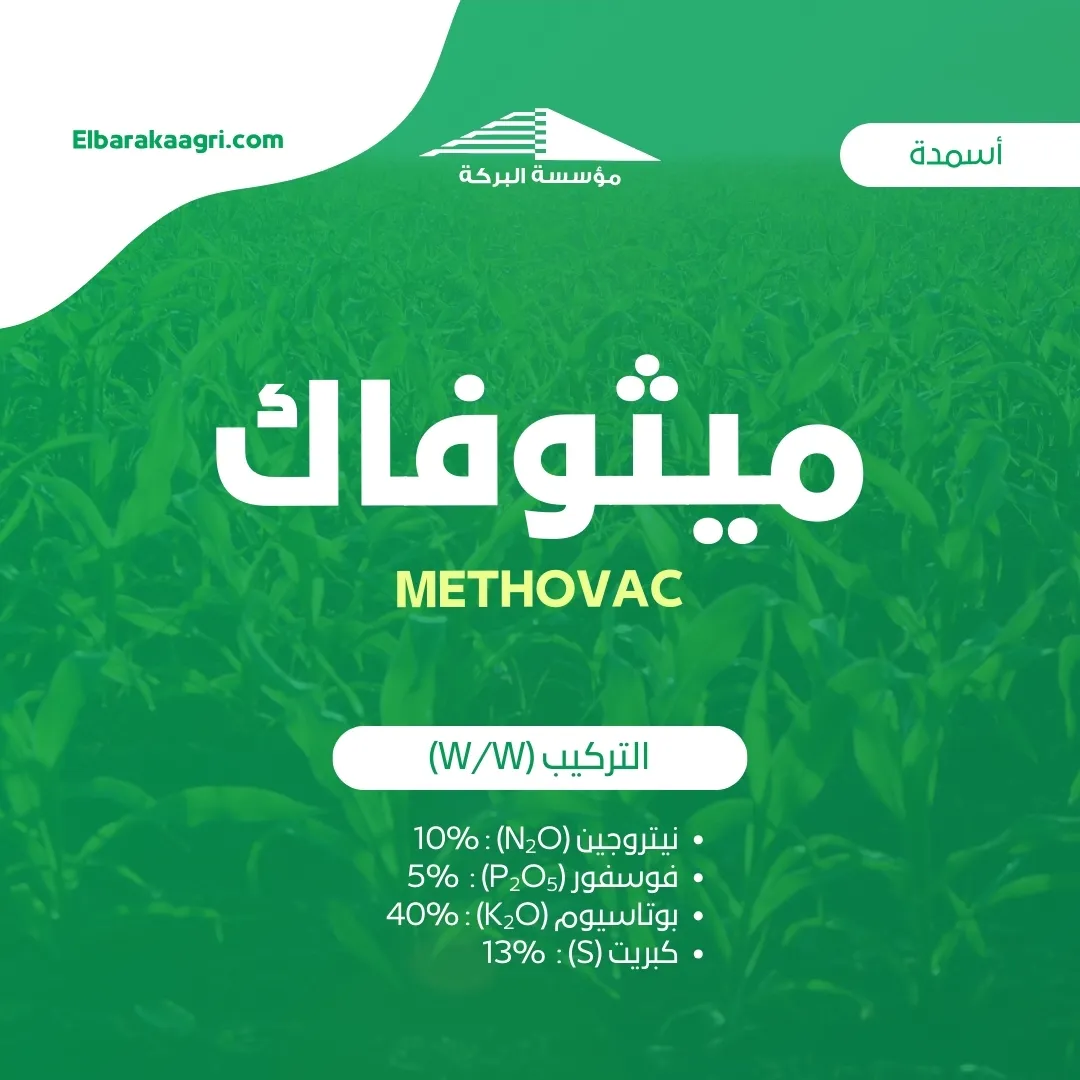 Elbarakaagri.com
مؤسسة البركة
أسمدة
ميثوفاك
METHOVAC
التركيب (W/W)
• نيتروجين (N₂O) : 10%
• فوسفور (P₂O₅) : 5%
• بوتاسيوم (K₂O) : 40%
• كبريت (S) : 13%